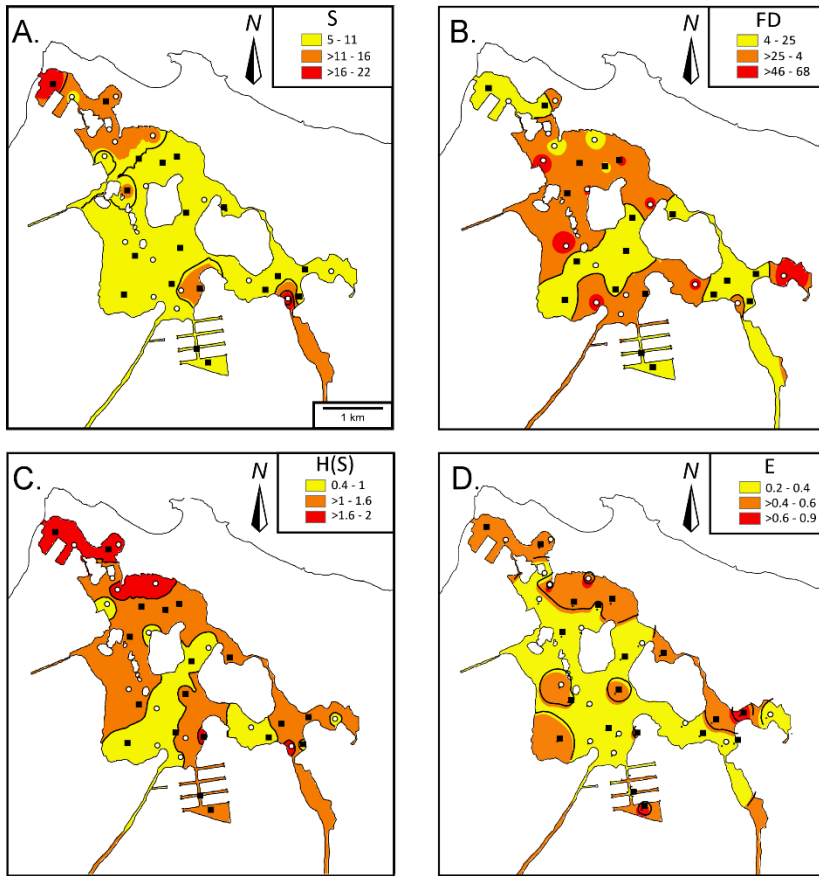 A.
N
S
5 - 11
>11 - 16
>16 - 22
1 km
B.
N
FD
4 - 25
>25 - 4
>46 - 68
C.
N
H(S)
0.4 - 1
>1 - 1.6
>1.6 - 2
D.
N
E
0.2 - 0.4
>0.4 - 0.6
>0.6 - 0.9